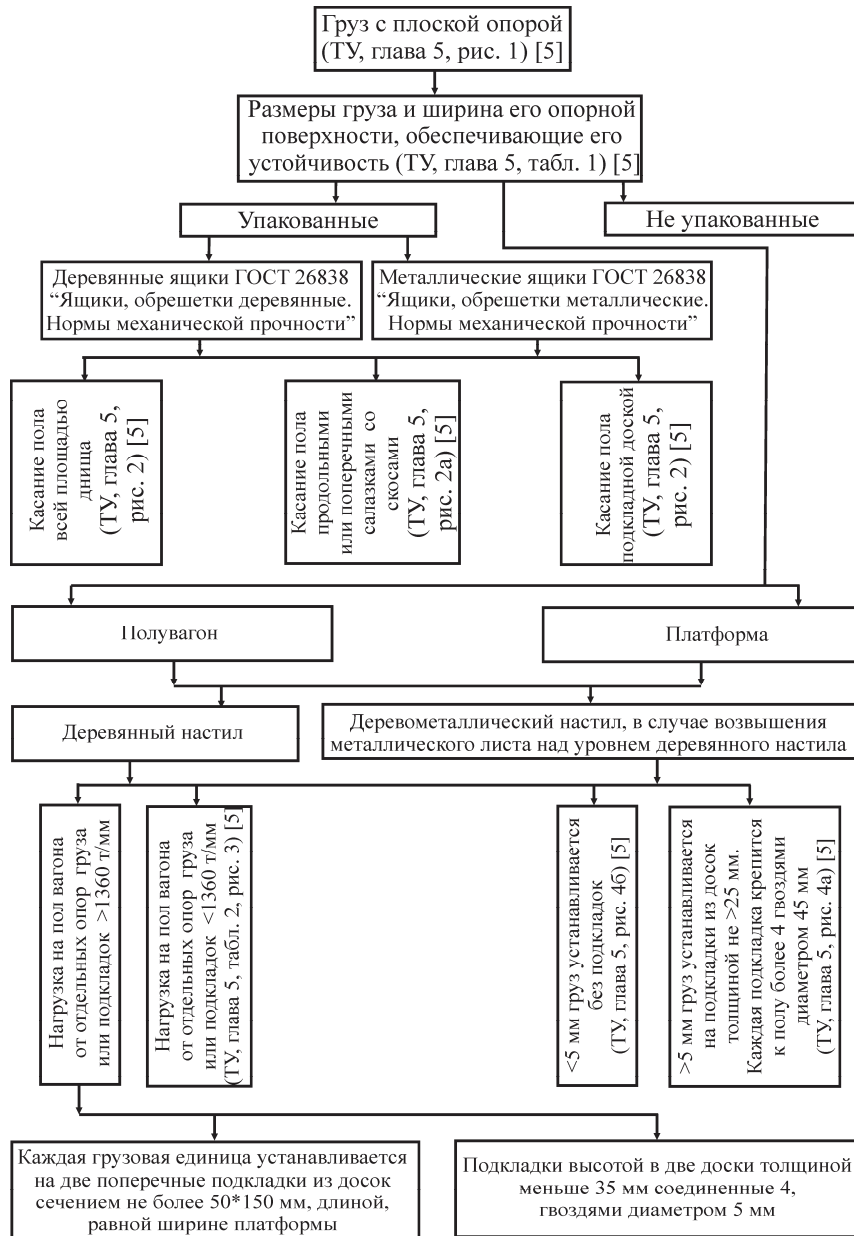 Груз с плоской опорой
(ТУ, глава 5, рис. 1) [5]
Размеры груза и ширина его опорной
поверхности, обеспечивающие его
устойчивость (ТУ, глава 5, табл. 1) [5]
Упакованные
Не упакованные
Деревянные ящики ГОСТ 26838
“Ящики, обрешетки деревянные.
Нормы механической прочности”
Металлические ящики ГОСТ 26838
“Ящики, обрешетки металлические.
Нормы механической прочности”
Касание пола
всей площадью
днища
(ТУ, глава 5,
рис. 2) [5]
Касание пола
продольными
или поперечными
салазками со
скосами
(ТУ, глава 5,
рис. 2а) [5]
Касание пола
подкладной доской
(ТУ, глава 5,
рис. 2) [5]
Полувагон
Платформа
Деревянный настил
Деревометаллический настил, в случае возвышения
металлического листа над уровнем деревянного настила
Нагрузка на пол вагона
от отдельных опор груза
или подкладок >1360 т/мм
Нагрузка на пол вагона
от отдельных опор груза
или подкладок <1360 т/мм
(ТУ, глава 5, табл. 2, рис. 3) [5]
<5 мм груз устанавливается
без подкладок
(ТУ, глава 5, рис. 4б) [5]
>5 мм груз устанавливается
на подкладки из досок
толщиной не >25 мм.
Каждая подкладка крепится
к полу более 4 гвоздями
диаметром 45 мм
(ТУ, глава 5, рис. 4а) [5]
Каждая грузовая единица устанавливается
на две поперечные подкладки из досок
сечением не более 50*150 мм, длиной,
равной ширине платформы
Подкладки высотой в две доски толщиной
меньше 35 мм соединенные 4,
гвоздями диаметром 5 мм